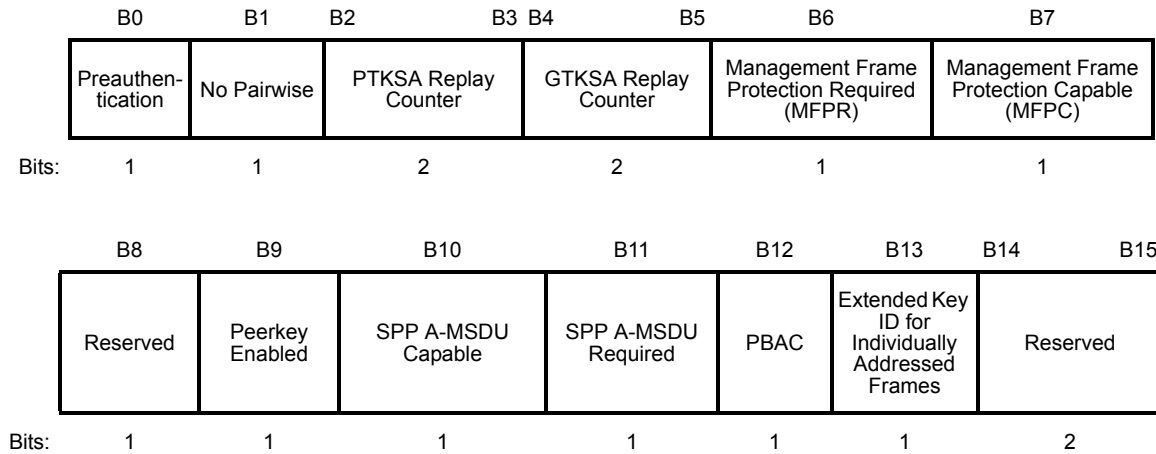 B0 B1 B2 B3 B4 B5 B6 B7
Preauthen-
tication
No Pairwise
PTKSA Replay
Counter
GTKSA Replay
Counter
Management Frame
Protection Required
(MFPR)
Management Frame
Protection Capable
(MFPC)
Bits: 1 1 2 2 1 1
B8 B9 B10 B11 B12 B13 B14 B15
Reserved
Peerkey
Enabled
SPP A-MSDU
Capable
SPP A-MSDU
Required
PBAC
Extended Key
ID for
Individually
Addressed
Frames
Reserved
Bits: 1 1 1 1 1 1 2